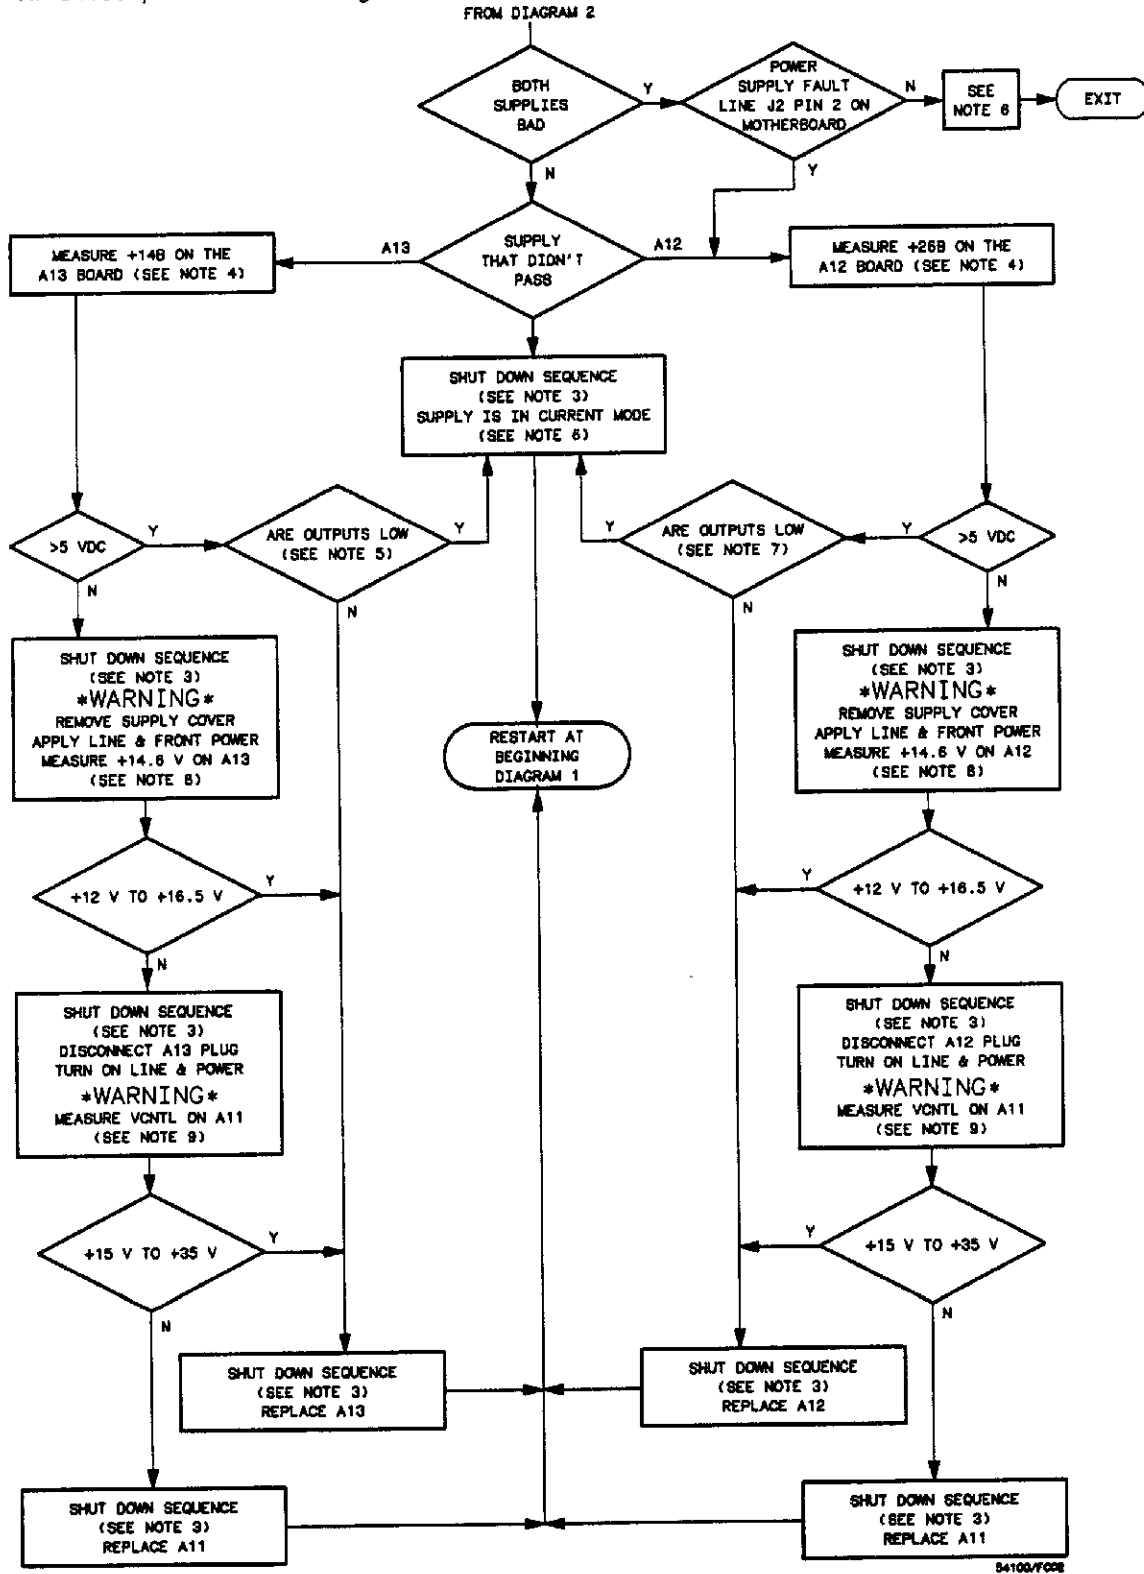 FROM DIAGRAM 2
BOTH
SUPPLIES
BAD
Y
POWER
SUPPLY FAULT
LINE J2 PIN 2 ON
MOTHERBOARD
N
SEE
NOTE 6
EXIT
N
Y
MEASURE +14B ON THE
A13 BOARD (SEE NOTE 4)
A13
SUPPLY
THAT DIDN'T
PASS
A12
MEASURE +26B ON THE
A12 BOARD (SEE NOTE 4)
SHUT DOWN SEQUENCE
(SEE NOTE 3)
SUPPLY IS IN CURRENT MODE
(SEE NOTE 6)
>5 VDC
Y
ARE OUTPUTS LOW
(SEE NOTE 5)
Y
Y
ARE OUTPUTS LOW
(SEE NOTE 7)
Y
>5 VDC
N
N
N
N
SHUT DOWN SEQUENCE
(SEE NOTE 3)
*WARNING*
REMOVE SUPPLY COVER
APPLY LINE & FRONT POWER
MEASURE +14.6 V ON A13
(SEE NOTE 8)
RESTART AT
BEGINNING
DIAGRAM 1
SHUT DOWN SEQUENCE
(SEE NOTE 3)
*WARNING*
REMOVE SUPPLY COVER
APPLY LINE & FRONT POWER
MEASURE +14.6 V ON A12
(SEE NOTE 8)
+12 V TO +16.5 V
Y
Y
+12 V TO +16.5 V
N
N
SHUT DOWN SEQUENCE
(SEE NOTE 3)
DISCONNECT A13 PLUG
TURN ON LINE & POWER
*WARNING*
MEASURE VCNTL ON A11
(SEE NOTE 9)
SHUT DOWN SEQUENCE
(SEE NOTE 3)
DISCONNECT A12 PLUG
TURN ON LINE & POWER
*WARNING*
MEASURE VCNTL ON A11
(SEE NOTE 9)
+15 V TO +35 V
Y
Y
+15 V TO +35 V
N
N
SHUT DOWN SEQUENCE
(SEE NOTE 3)
REPLACE A13
SHUT DOWN SEQUENCE
(SEE NOTE 3)
REPLACE A12
SHUT DOWN SEQUENCE
(SEE NOTE 3)
REPLACE A11
SHUT DOWN SEQUENCE
(SEE NOTE 3)
REPLACE A11